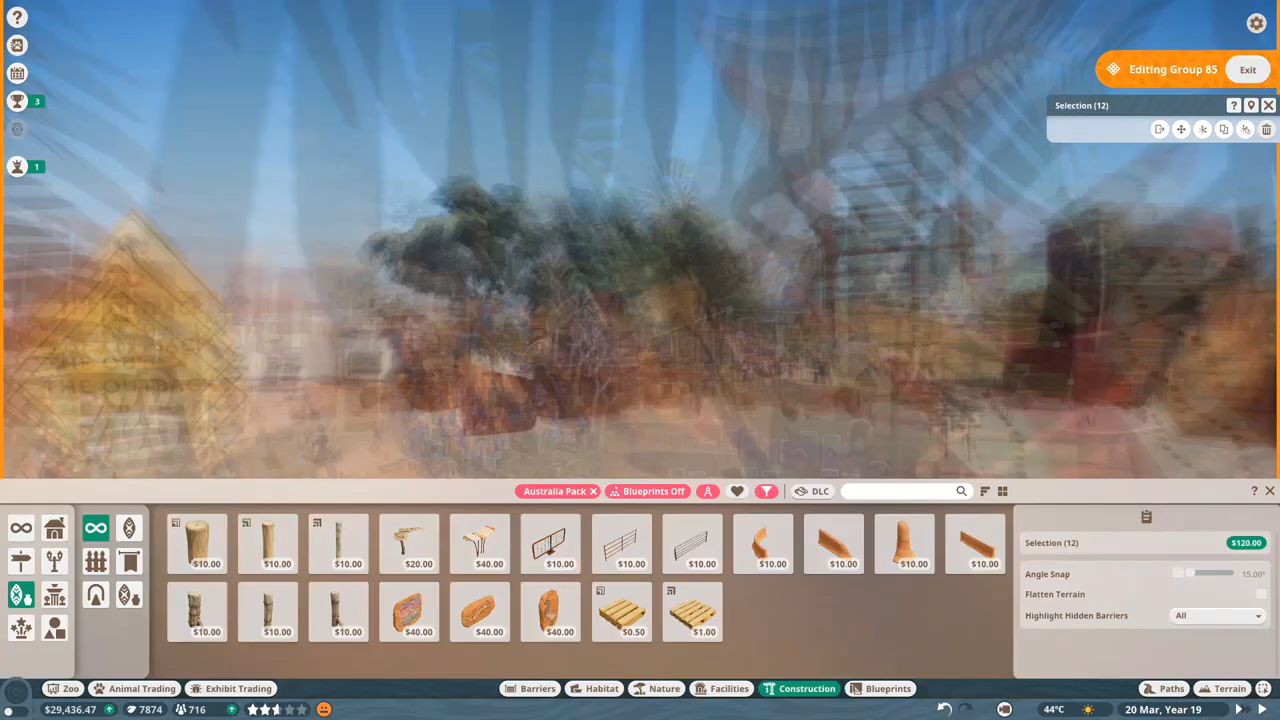 ?
Editing Group 85
Exit
Selection (12)
?
3
1
THE OUTBACK
Australia Pack
Blueprints Off
DLC
?
$10.00
$10.00
$10.00
$20.00
$40.00
$10.00
$10.00
$10.00
$10.00
$10.00
$10.00
$10.00
$10.00
$10.00
$10.00
$40.00
$40.00
$40.00
$0.50
$1.00
Selection (12)
$120.00
Angle Snap
15.00°
Flatten Terrain
Highlight Hidden Barriers
All
Zoo
Animal Trading
Exhibit Trading
Barriers
Habitat
Nature
Facilities
Construction
Blueprints
Paths
Terrain
$29,436.47
7874
716
44°C
20 Mar, Year 19